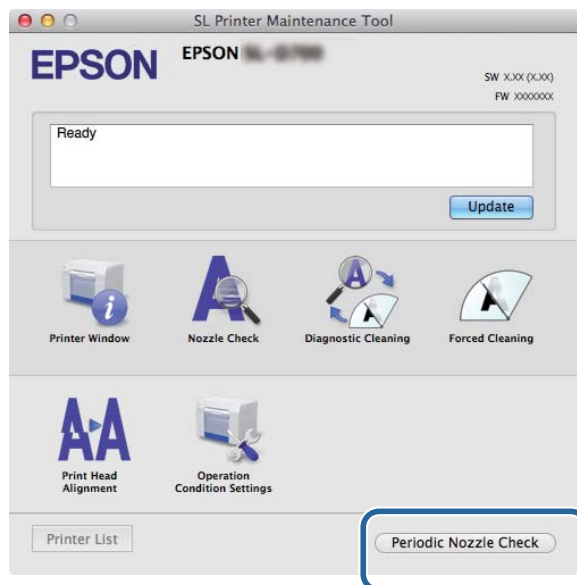 SL Printer Maintenance Tool
EPSON
EPSON
SW X.XX (X.XX)
FW XXXXXXX
Ready
Update
Printer Window
Nozzle Check
Diagnostic Cleaning
Forced Cleaning
Print Head
Alignment
Operation
Condition Settings
Printer List
Periodic Nozzle Check